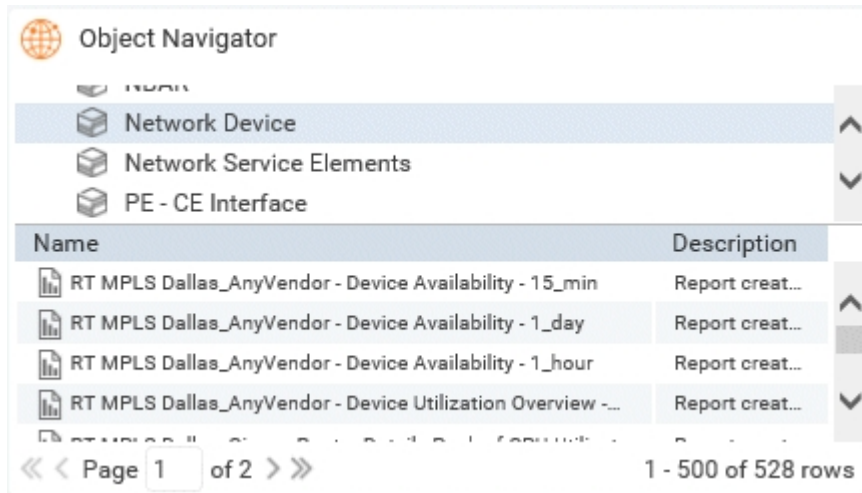 Object Navigator
NBAR
Network Device
Network Service Elements
PE - CE Interface
Name Description
RT MPLS Dallas_AnyVendor - Device Availability - 15_min Report creat...
RT MPLS Dallas_AnyVendor - Device Availability - 1_day Report creat...
RT MPLS Dallas_AnyVendor - Device Availability - 1_hour Report creat...
RT MPLS Dallas_AnyVendor - Device Utilization Overview -... Report creat...
Page 1 of 2 1 - 500 of 528 rows